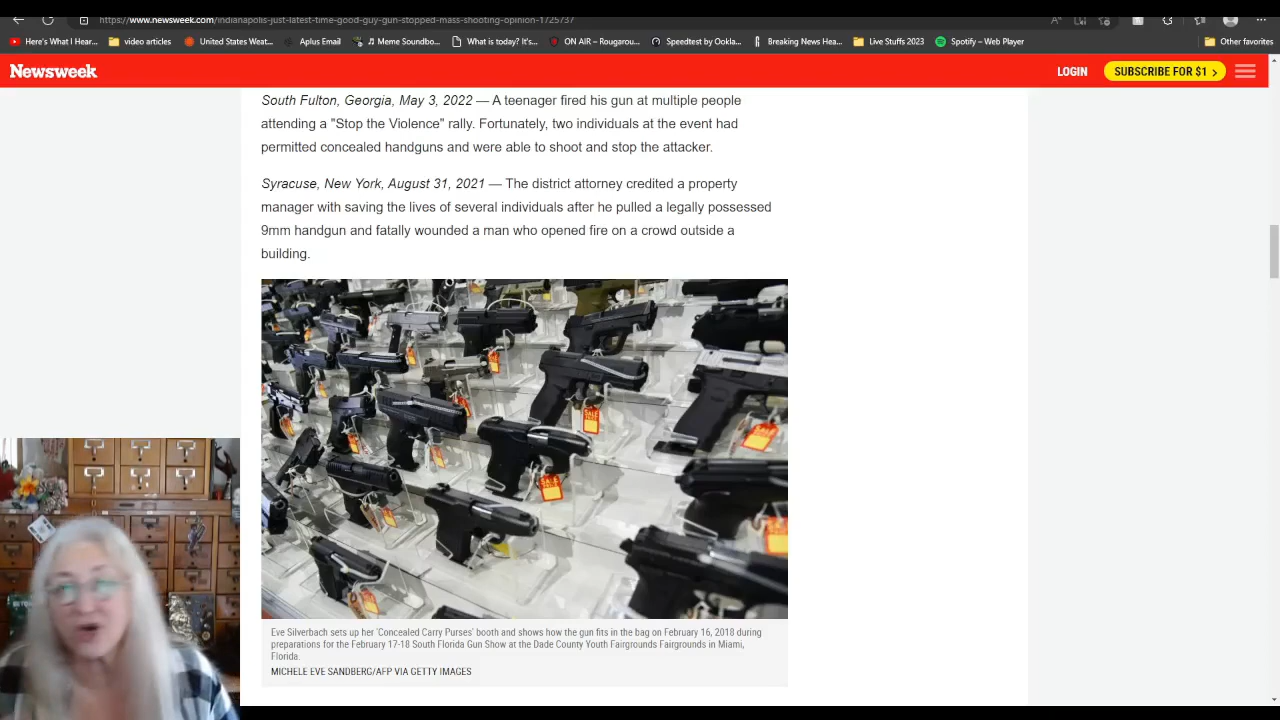 https://www.newsweek.com/indianapolis-just-latest-time-good-guy-gun-stopped-mass-shooting-opinion-1725737
Here's What I Hear... video articles United States Weat... Aplus Email Meme Soundbo... What is today? It's... ON AIR – Rougarou... Speedtest by Ookla... Breaking News Hea... Live Stuffs 2023 Spotify – Web Player Other favorites
Newsweek LOGIN SUBSCRIBE FOR $1 >
South Fulton, Georgia, May 3, 2022 — A teenager fired his gun at multiple people
attending a "Stop the Violence" rally. Fortunately, two individuals at the event had
permitted concealed handguns and were able to shoot and stop the attacker.
Syracuse, New York, August 31, 2021 — The district attorney credited a property
manager with saving the lives of several individuals after he pulled a legally possessed
9mm handgun and fatally wounded a man who opened fire on a crowd outside a
building.
SALE
SALE
Eve Silverbach sets up her 'Concealed Carry Purses' booth and shows how the gun fits in the bag on February 16, 2018 during
preparations for the February 17-18 South Florida Gun Show at the Dade County Youth Fairgrounds Fairgrounds in Miami,
Florida.
MICHELE EVE SANDBERG/AFP VIA GETTY IMAGES